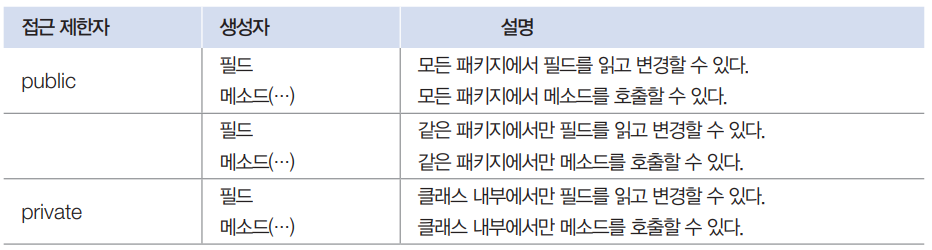 접근 제한자 생성자 설명
public 필드 모든 패키지에서 필드를 읽고 변경할 수 있다.
메소드(…) 모든 패키지에서 메소드를 호출할 수 있다.
필드 같은 패키지에서만 필드를 읽고 변경할 수 있다.
메소드(…) 같은 패키지에서만 메소드를 호출할 수 있다.
private 필드 클래스 내부에서만 필드를 읽고 변경할 수 있다.
메소드(…) 클래스 내부에서만 메소드를 호출할 수 있다.